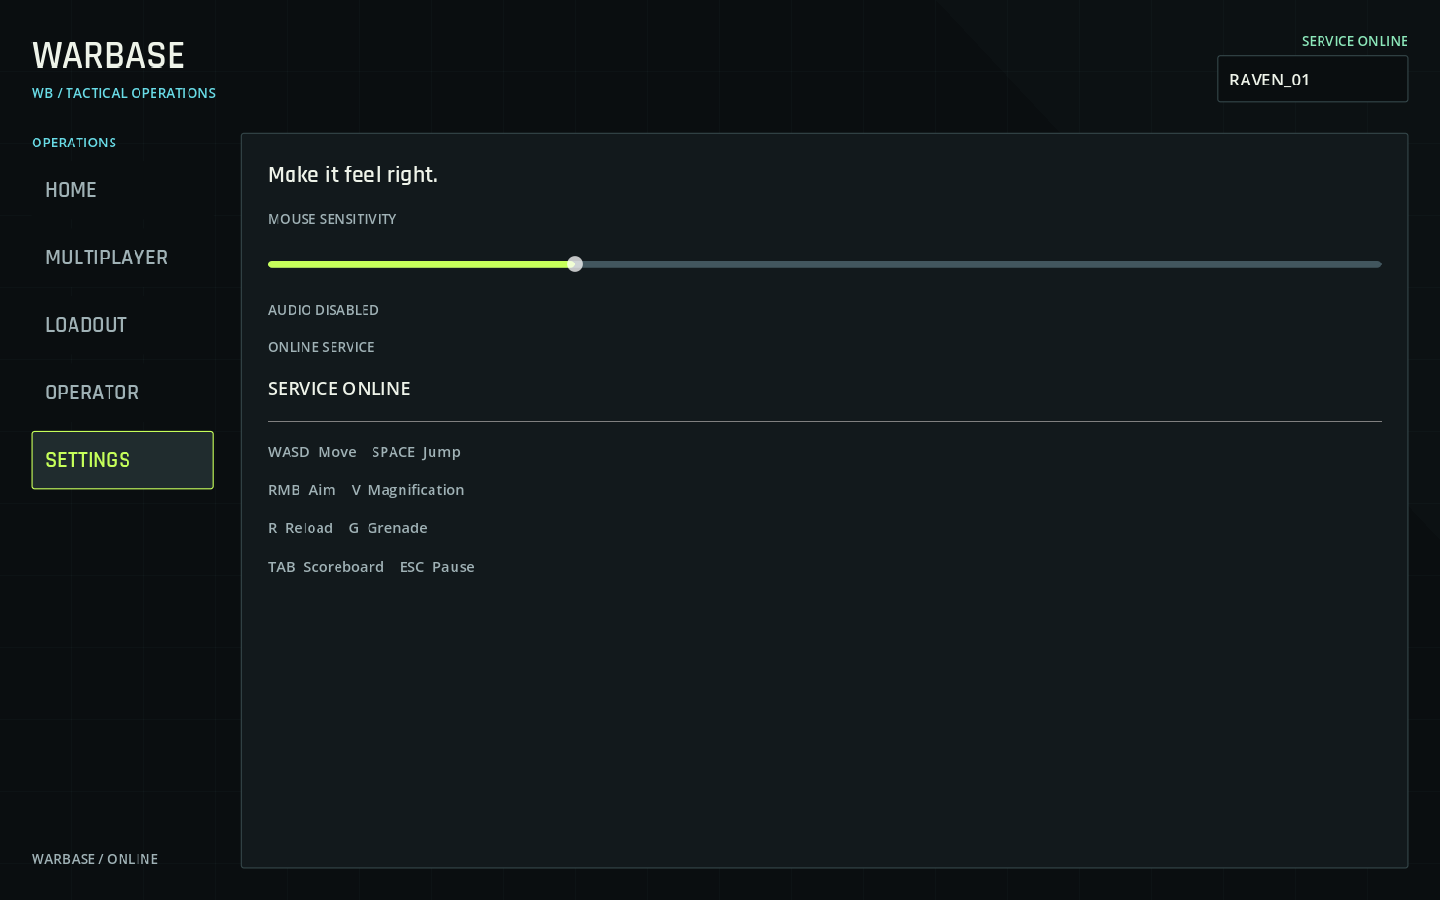 WARBASE
WB / TACTICAL OPERATIONS
SERVICE ONLINE
RAVEN_01
OPERATIONS
HOME
MULTIPLAYER
LOADOUT
OPERATOR
SETTINGS
WARBASE / ONLINE
Make it feel right.
MOUSE SENSITIVITY
AUDIO DISABLED
ONLINE SERVICE
SERVICE ONLINE
WASD Move SPACE Jump
RMB Aim V Magnification
R Reload G Grenade
TAB Scoreboard ESC Pause